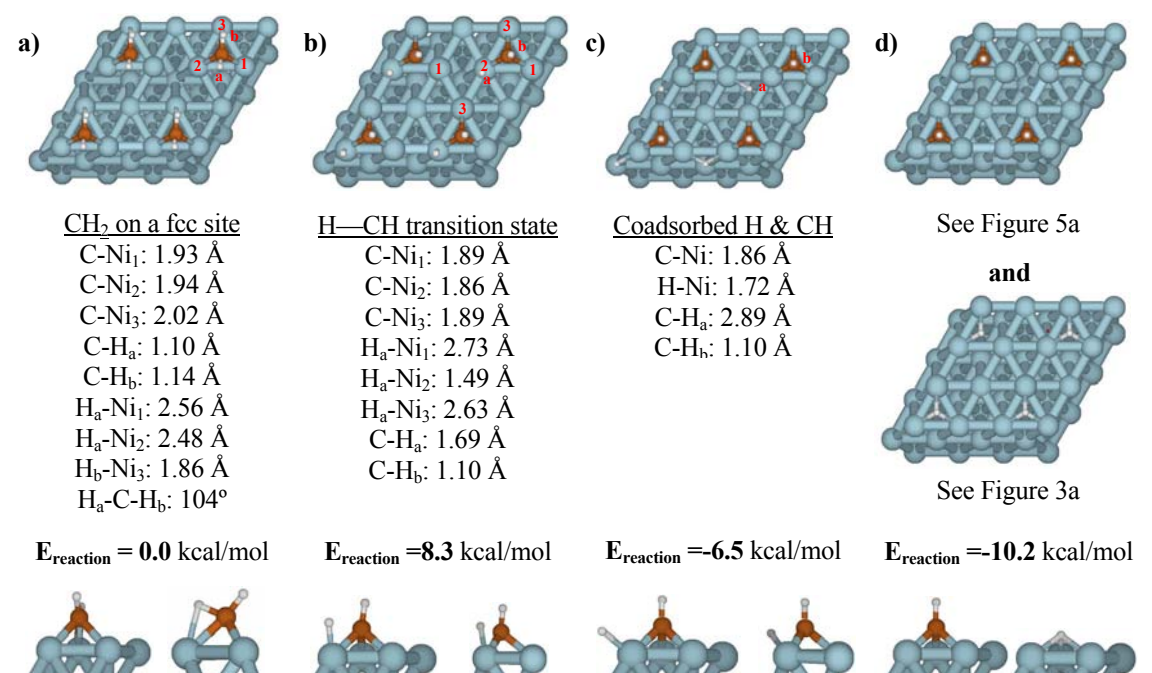 a)
3
b
2
1
a
b)
3
b
1
2
1
a
3
c)
b
a
d)
CH2 on a fcc site
C-Ni1: 1.93 Å
C-Ni2: 1.94 Å
C-Ni3: 2.02 Å
C-Ha: 1.10 Å
C-Hb: 1.14 Å
Ha-Ni1: 2.56 Å
Ha-Ni2: 2.48 Å
Hb-Ni3: 1.86 Å
Ha-C-Hb: 104º
Ereaction = 0.0 kcal/mol
H—CH transition state
C-Ni1: 1.89 Å
C-Ni2: 1.86 Å
C-Ni3: 1.89 Å
Ha-Ni1: 2.73 Å
Ha-Ni2: 1.49 Å
Ha-Ni3: 2.63 Å
C-Ha: 1.69 Å
C-Hb: 1.10 Å
Ereaction =8.3 kcal/mol
Coadsorbed H & CH
C-Ni: 1.86 Å
H-Ni: 1.72 Å
C-Ha: 2.89 Å
C-Hb: 1.10 Å
Ereaction =-6.5 kcal/mol
See Figure 5a
and
See Figure 3a
Ereaction =-10.2 kcal/mol